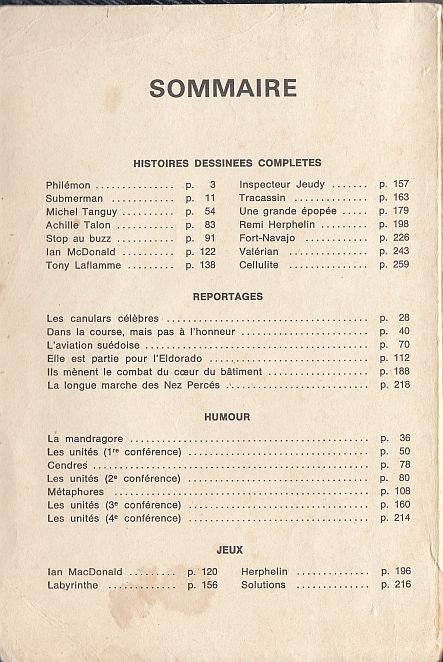 SOMMAIRE
HISTOIRES DESSINEES COMPLETES
Philémon .............. p. 3
Submerman ............ p. 11
Michel Tanguy .......... p. 54
Achille Talon ........... p. 83
Stop au buzz ........... p. 91
Ian McDonald .......... p. 122
Tony Laflamme ......... p. 138
Inspecteur Jeudy ....... p. 157
Tracassin ............. p. 163
Une grande épopée ..... p. 179
Remi Herphelin ......... p. 198
Fort-Navajo ............ p. 226
Valérian ............... p. 243
Cellulite .............. p. 259
REPORTAGES
Les canulars célèbres ........ p. 28
Dans la course, mais pas à l'honneur ........ p. 40
L'aviation suédoise ........ p. 70
Elle est partie pour l'Eldorado ........ p. 112
Ils mènent le combat du cœur du bâtiment ........ p. 188
La longue marche des Nez Percés ........ p. 218
HUMOUR
La mandragore ........ p. 36
Les unités (1re conférence) ........ p. 50
Cendres ........ p. 78
Les unités (2e conférence) ........ p. 80
Métaphores ........ p. 108
Les unités (3e conférence) ........ p. 160
Les unités (4e conférence) ........ p. 214
JEUX
Ian MacDonald ......... p. 120
Labyrinthe ............ p. 156
Herphelin .............. p. 196
Solutions .............. p. 216